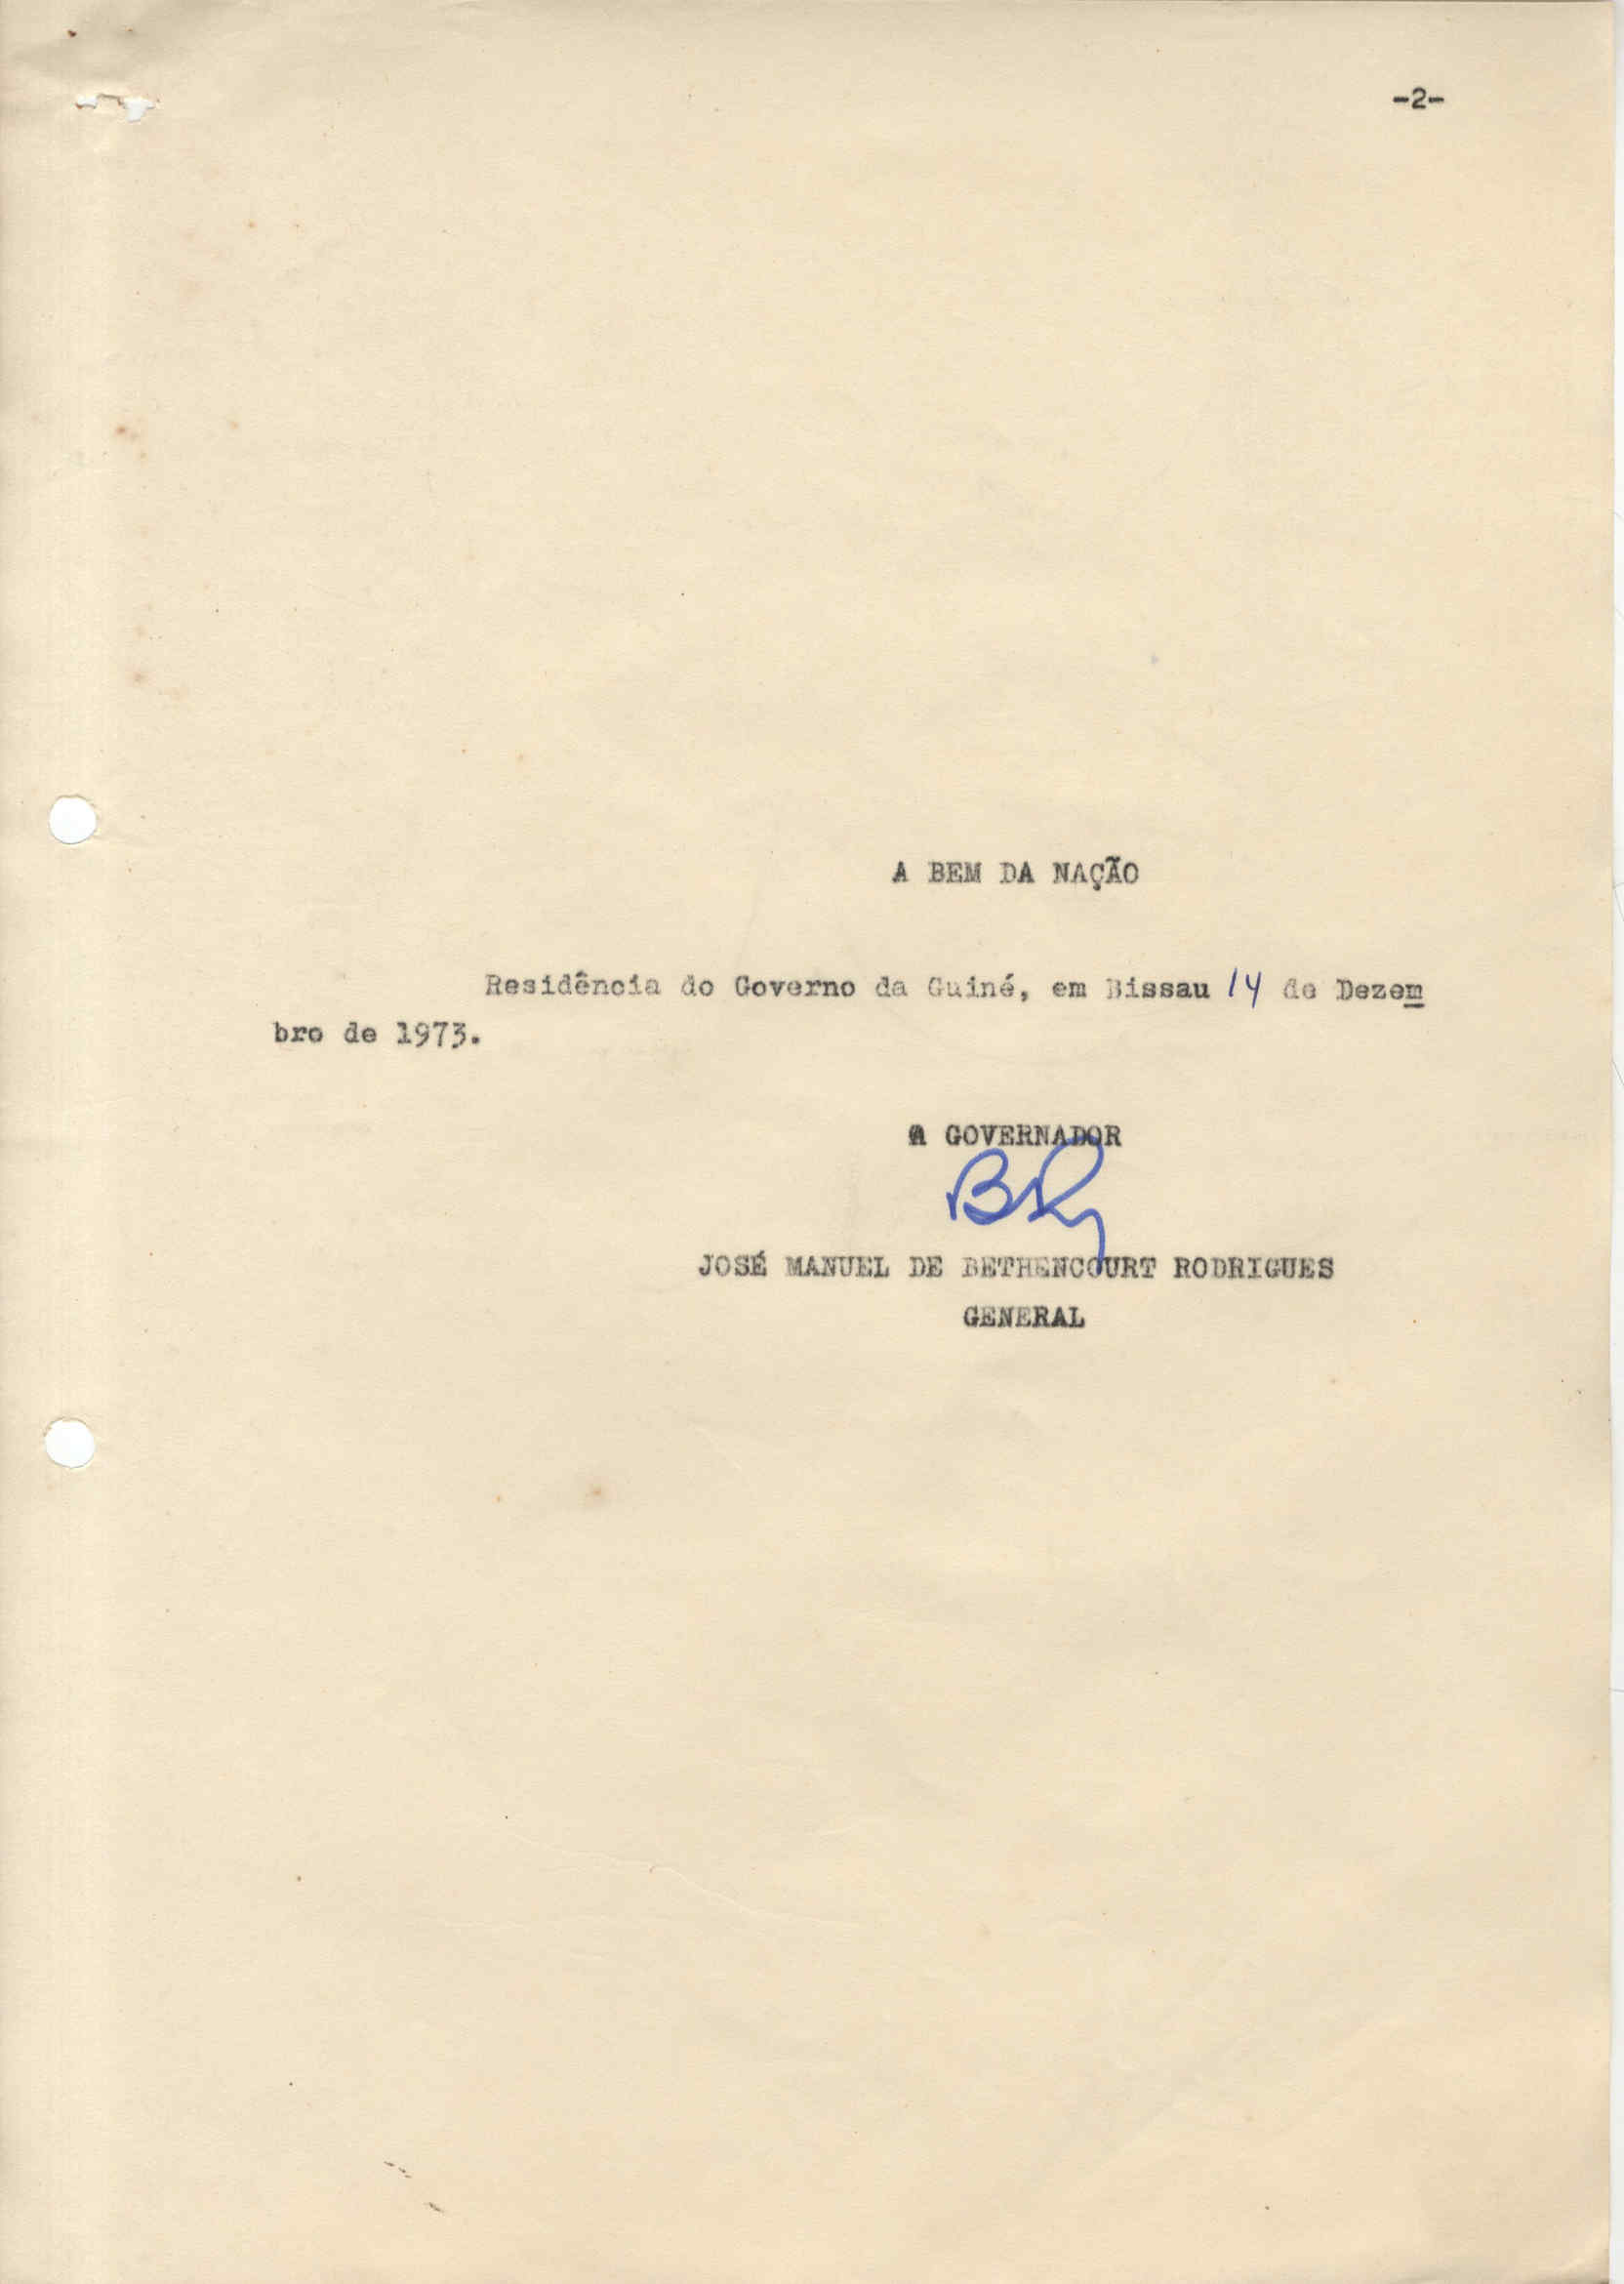 -2-
A BEM DA NAÇÃO
Residência do Governo da Guiné, em Bissau 14 de Dezem
bro de 1973.
O GOVERNADOR
BR
JOSÉ MANUEL DE BETHENCOURT RODRIGUES
GENERAL